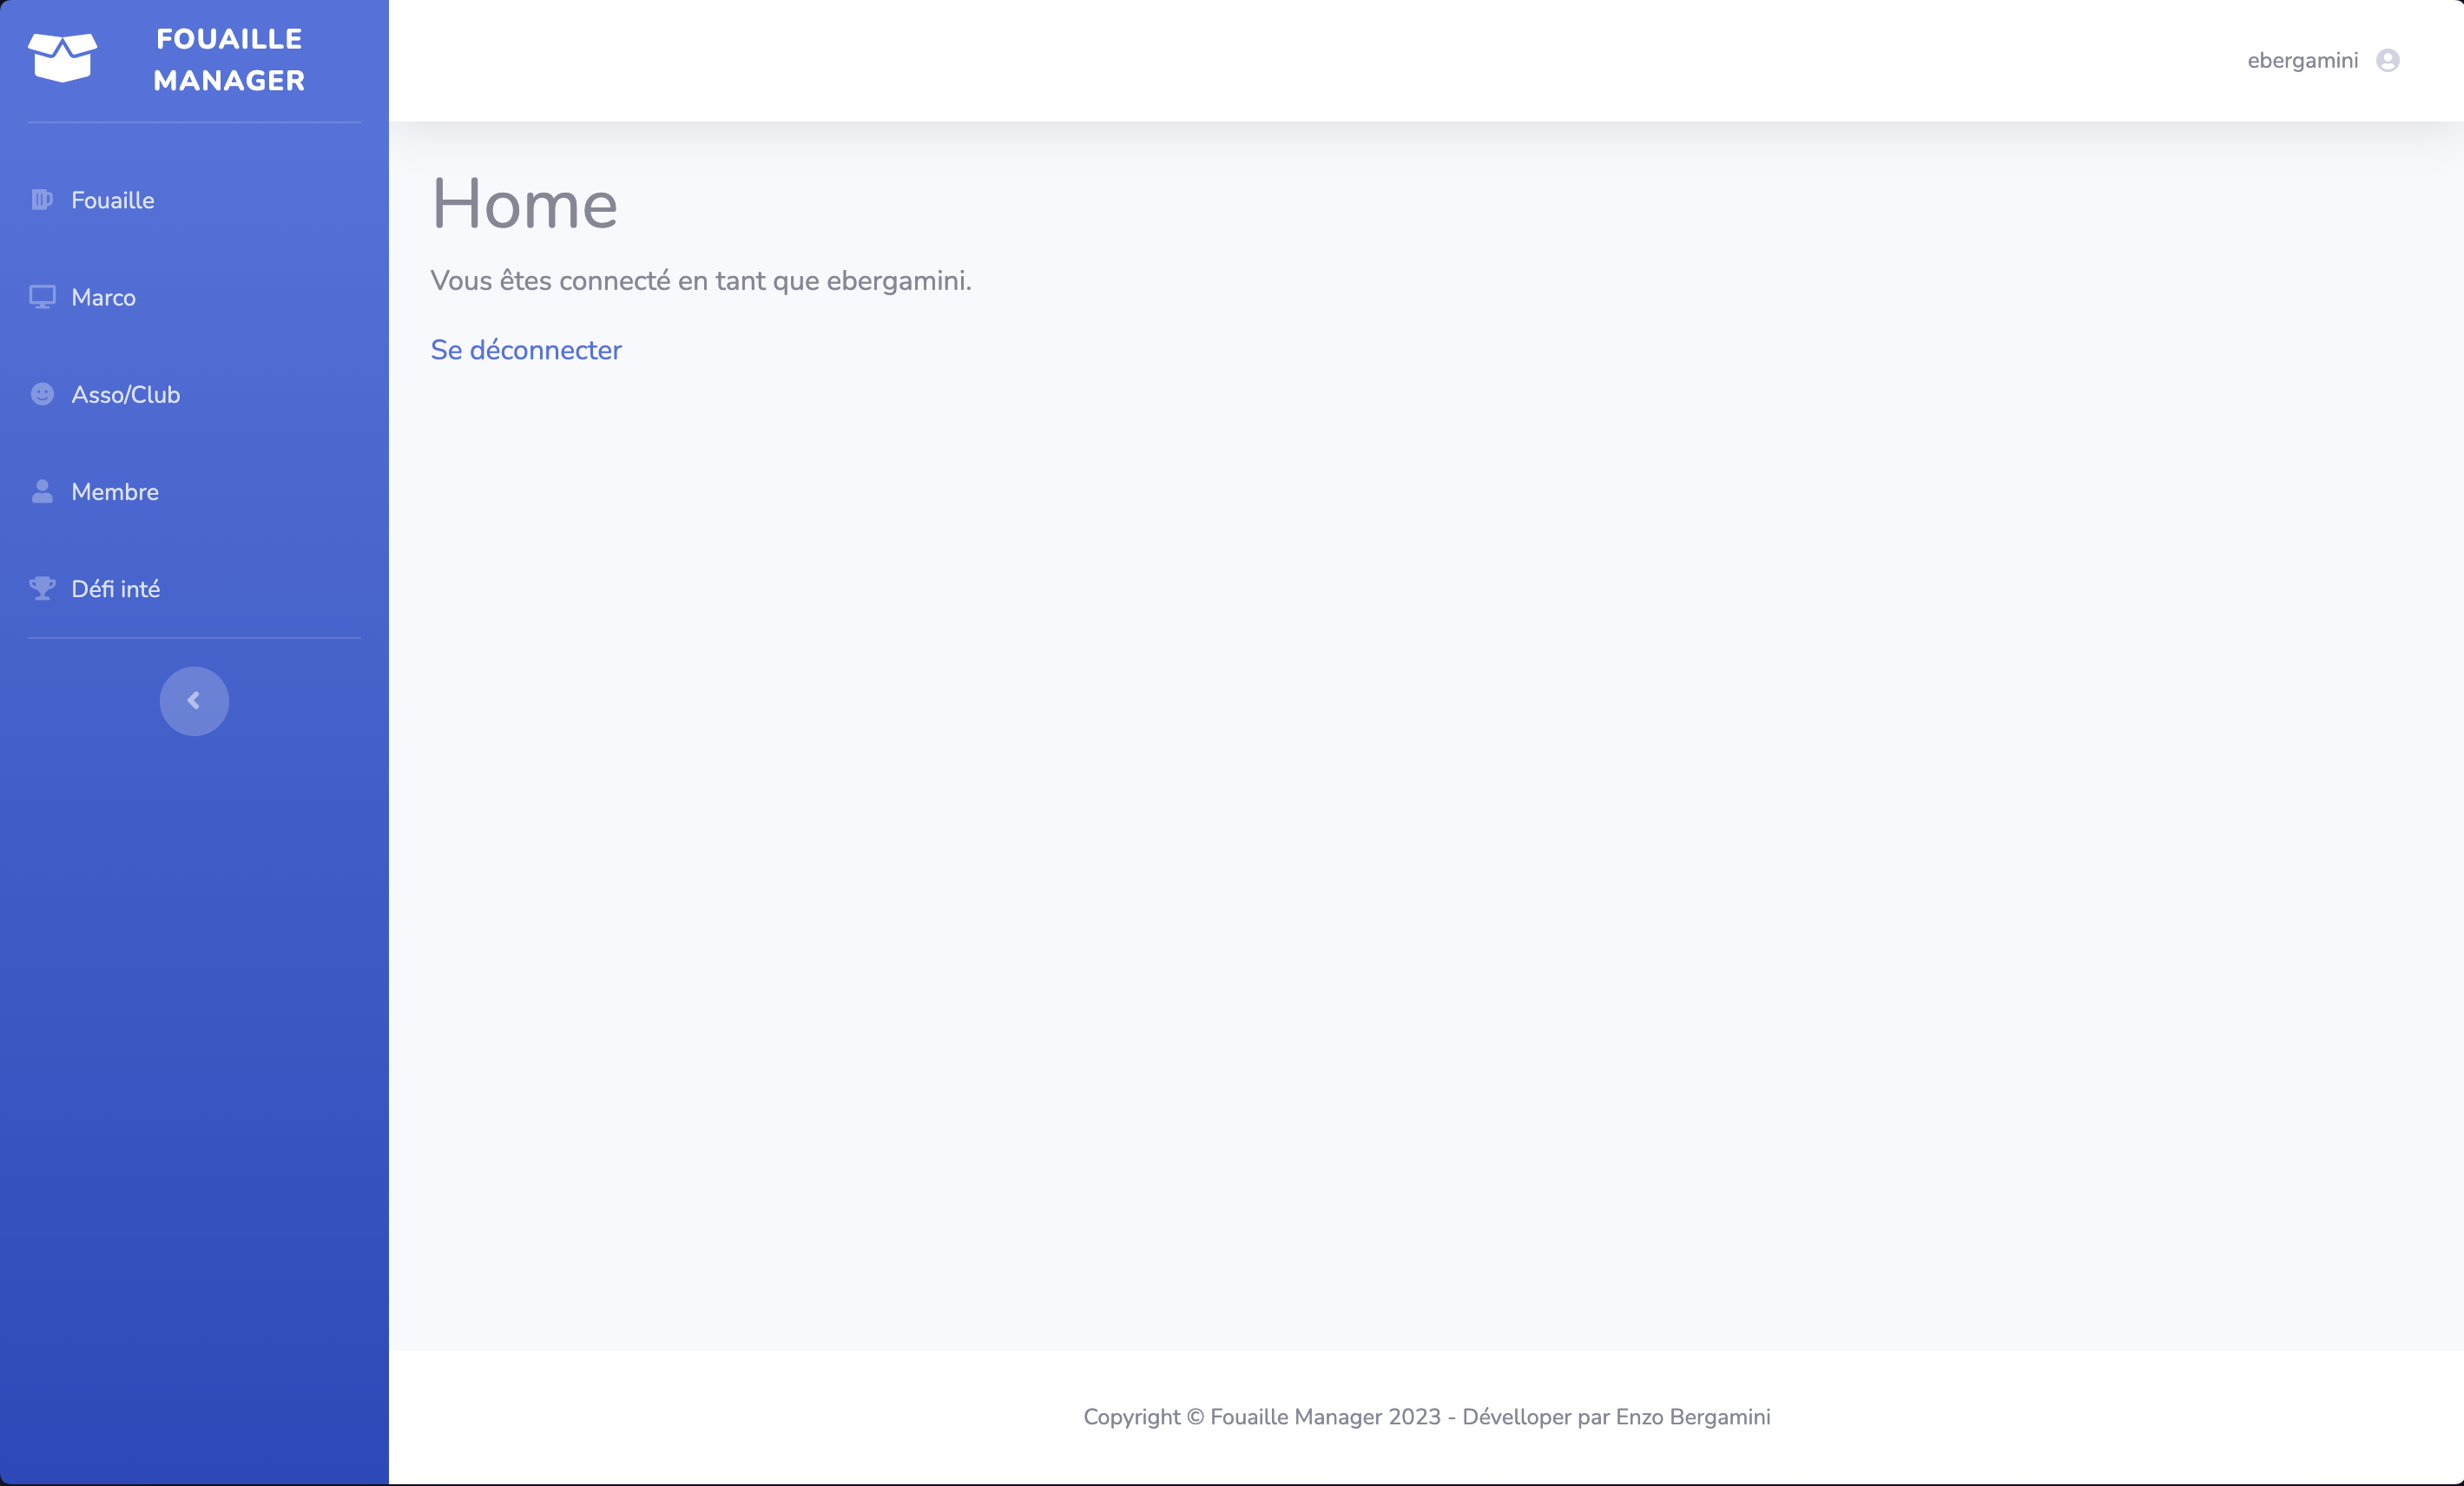 FOUAILLE
MANAGER
ebergamini
Fouaille
Marco
Asso/Club
Membre
Défi inté
Home
Vous êtes connecté en tant que ebergamini.
Se déconnecter
Copyright © Fouaille Manager 2023 - Dévelloper par Enzo Bergamini